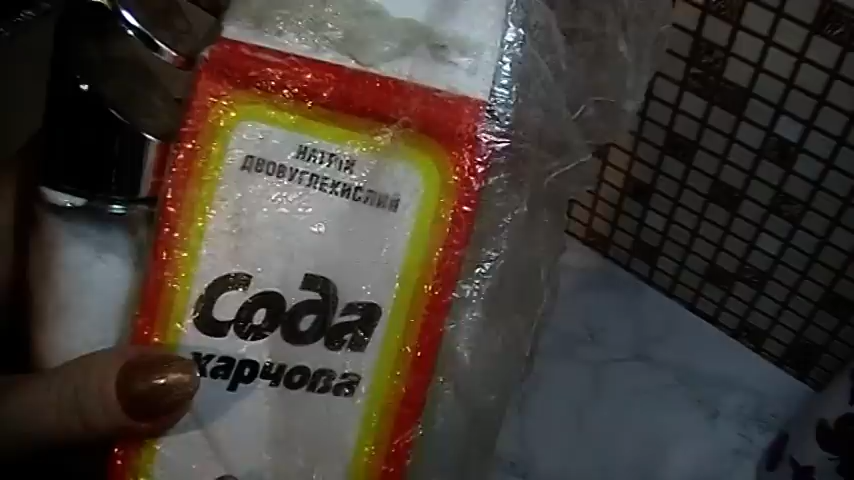 НАТРІЙ
ДВОВУГЛЕКИСЛИЙ
Сода
харчова